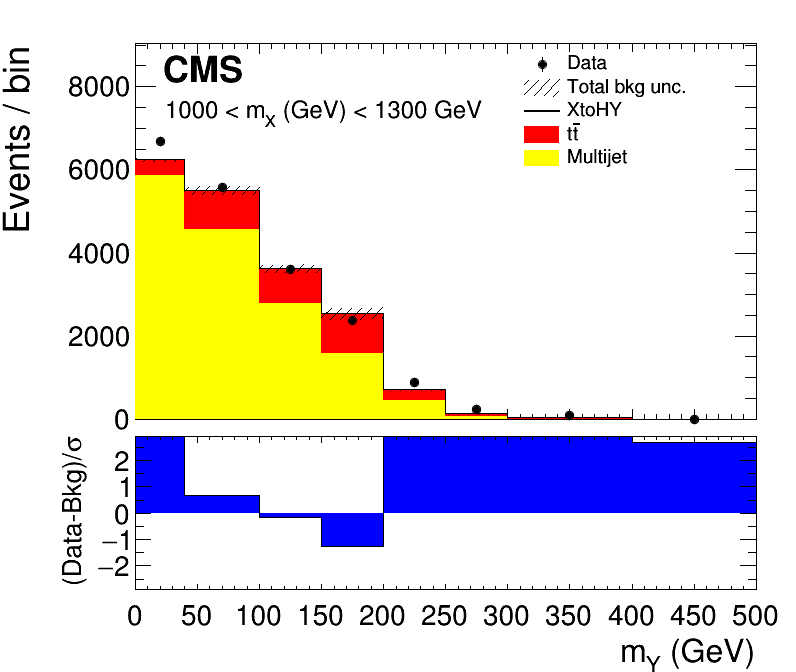 CMS
1000 < mX (GeV) < 1300 GeV
Data
Total bkg unc.
XtoHY
tt̄
Multijet
Events / bin
8000
6000
4000
2000
0
(Data-Bkg)/σ
2
1
0
−1
−2
0 50 100 150 200 250 300 350 400 450 500
mY (GeV)